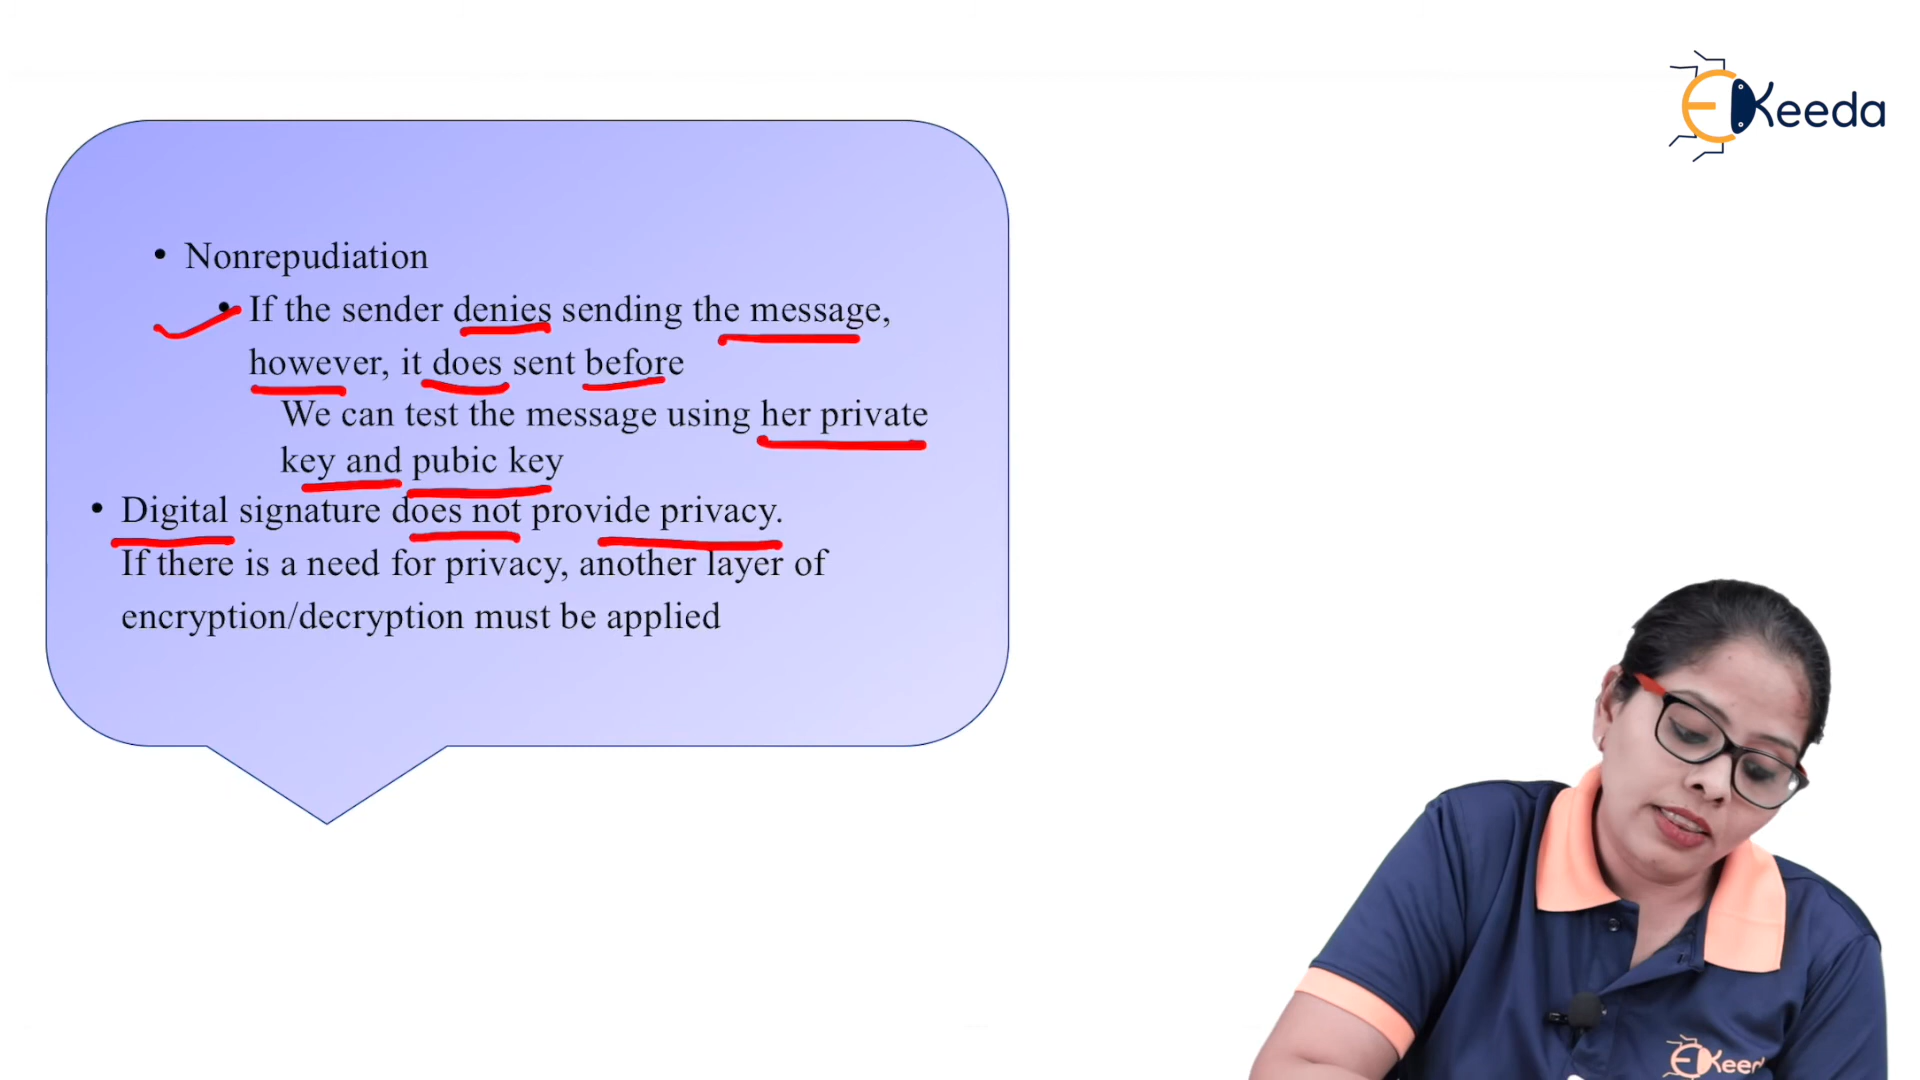 EKeeda
• Nonrepudiation
• If the sender denies sending the message,
however, it does sent before
We can test the message using her private
key and pubic key
• Digital signature does not provide privacy.
If there is a need for privacy, another layer of
encryption/decryption must be applied
EKeed